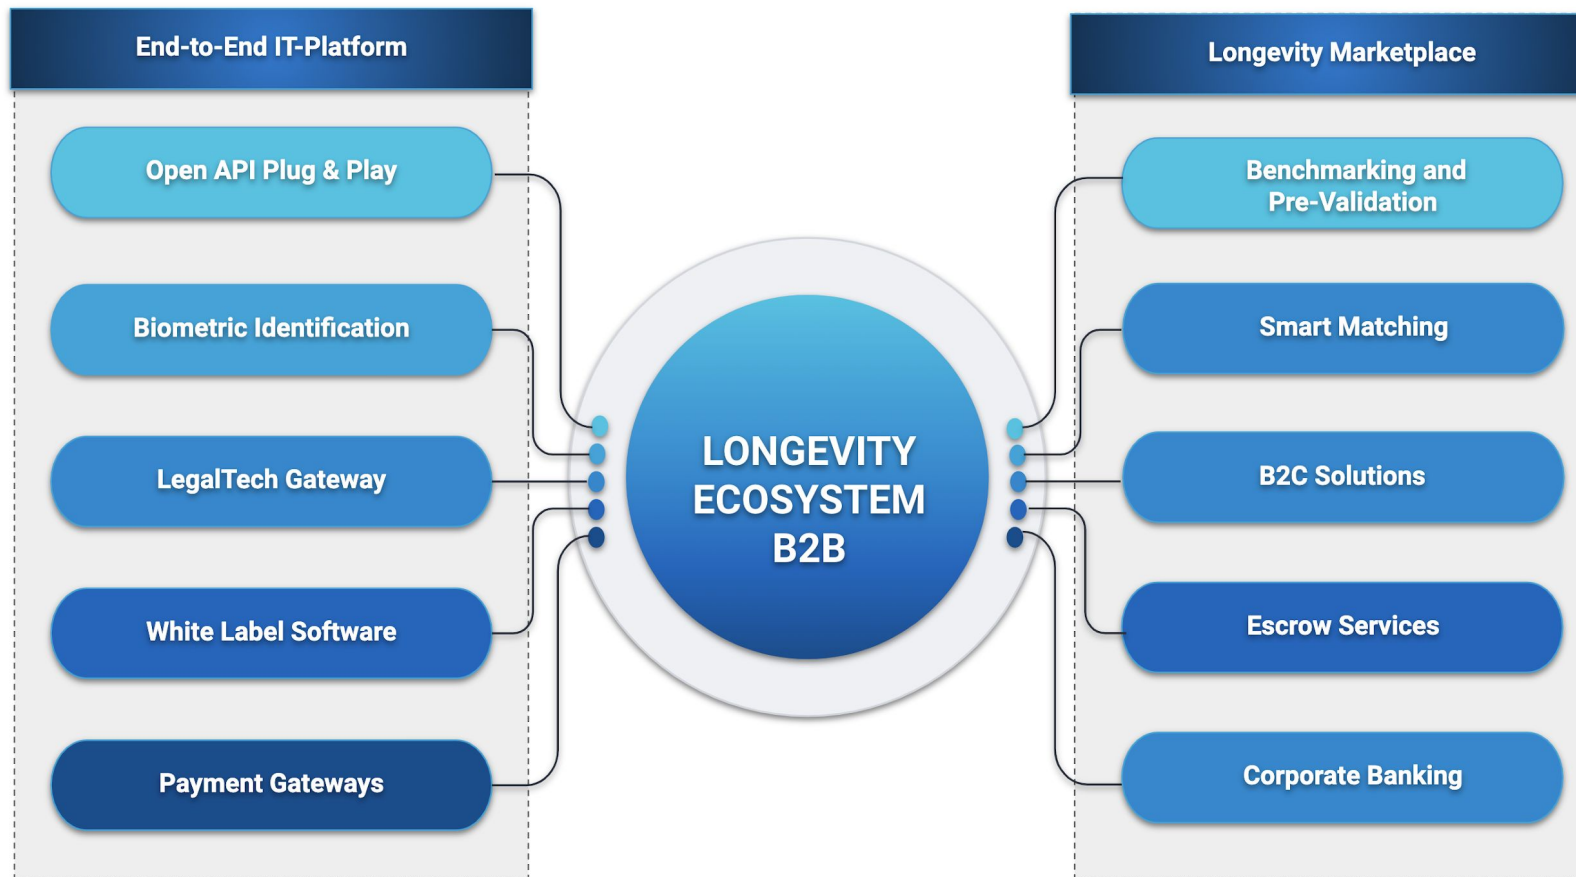 End-to-End IT-Platform
Open API Plug & Play
Biometric Identification
LegalTech Gateway
White Label Software
Payment Gateways
LONGEVITY
ECOSYSTEM
B2B
Longevity Marketplace
Benchmarking and
Pre-Validation
Smart Matching
B2C Solutions
Escrow Services
Corporate Banking